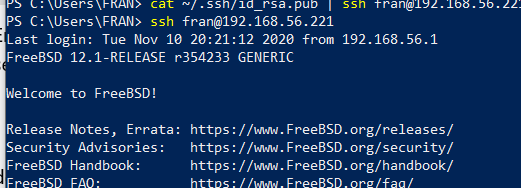 PS C:\Users\FRAN> cat ~/.ssh/id_rsa.pub | ssh fran@192.168.56.221
PS C:\Users\FRAN> ssh fran@192.168.56.221
Last login: Tue Nov 10 20:21:12 2020 from 192.168.56.1
FreeBSD 12.1-RELEASE r354233 GENERIC
Welcome to FreeBSD!
Release Notes, Errata: https://www.FreeBSD.org/releases/
Security Advisories: https://www.FreeBSD.org/security/
FreeBSD Handbook: https://www.FreeBSD.org/handbook/
FreeBSD FAQ: https://www.FreeBSD.org/faq/